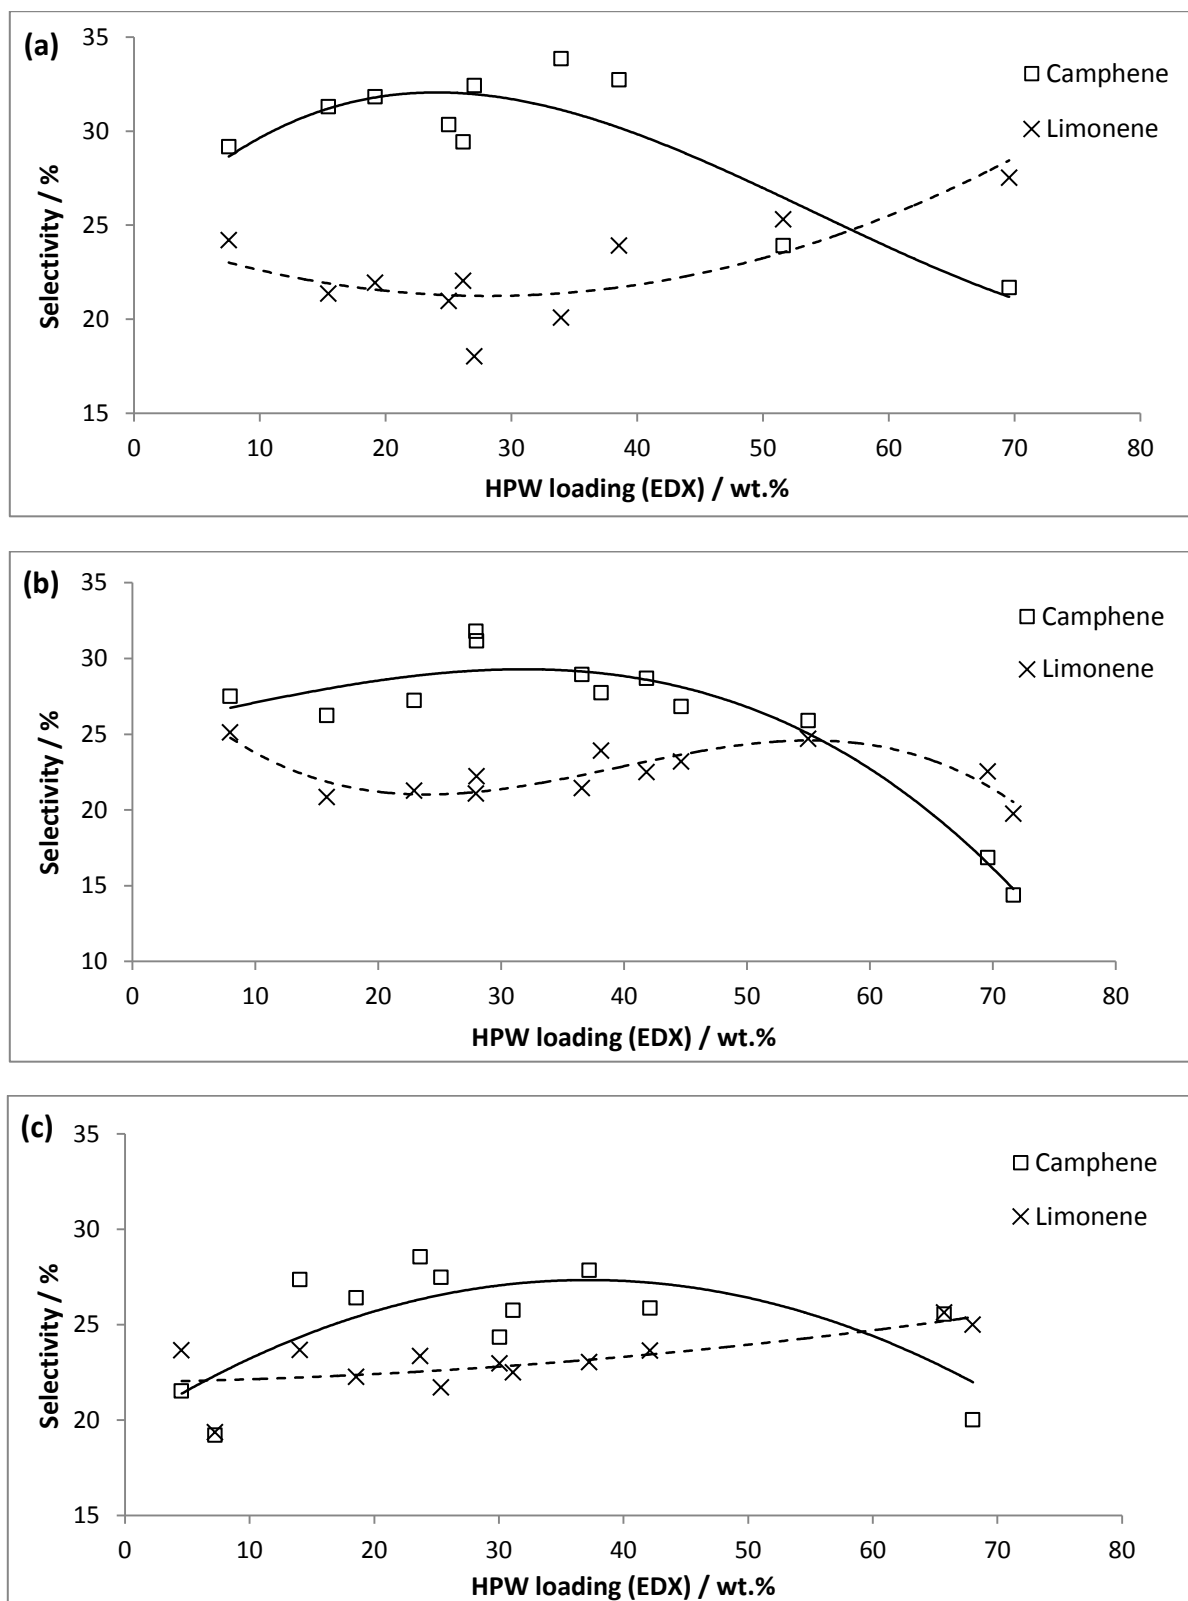 (a)
35
30
25
20
15
Selectivity / %
Camphene
Limonene
0 10 20 30 40 50 60 70 80
HPW loading (EDX) / wt.%
(b)
35
30
25
20
15
10
Selectivity / %
Camphene
Limonene
0 10 20 30 40 50 60 70 80
HPW loading (EDX) / wt.%
(c)
35
30
25
20
15
Selectivity / %
Camphene
Limonene
0 10 20 30 40 50 60 70 80
HPW loading (EDX) / wt.%